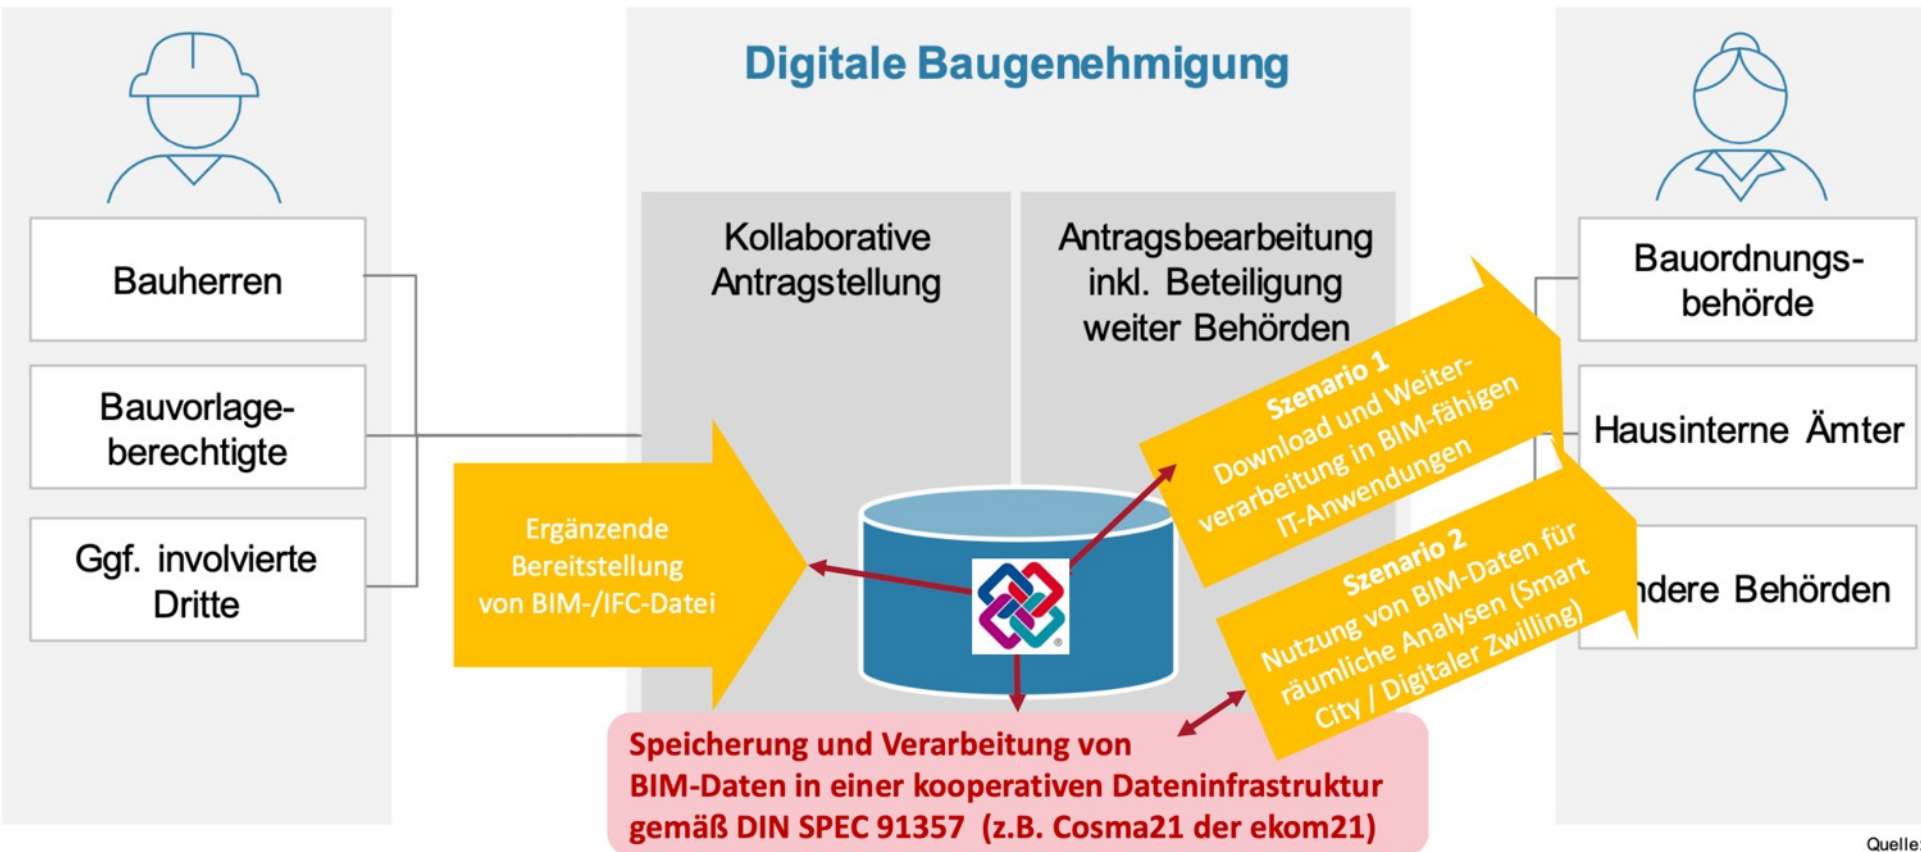 Digitale Baugenehmigung
Bauherren
Bauvorlage-
berechtigte
Ggf. involvierte
Dritte
Ergänzende
Bereitstellung
von BIM-/IFC-Datei
Kollaborative
Antragstellung
Antragsbearbeitung
inkl. Beteiligung
weiter Behörden
Szenario 1
Download und Weiter-
verarbeitung in BIM-fähigen
IT-Anwendungen
Szenario 2
Nutzung von BIM-Daten für
räumliche Analysen (Smart
City / Digitaler Zwilling)
Bauordnungs-
behörde
Hausinterne Ämter
ndere Behörden
®
Speicherung und Verarbeitung von
BIM-Daten in einer kooperativen Dateninfrastruktur
gemäß DIN SPEC 91357 (z.B. Cosma21 der ekom21)
Quelle: